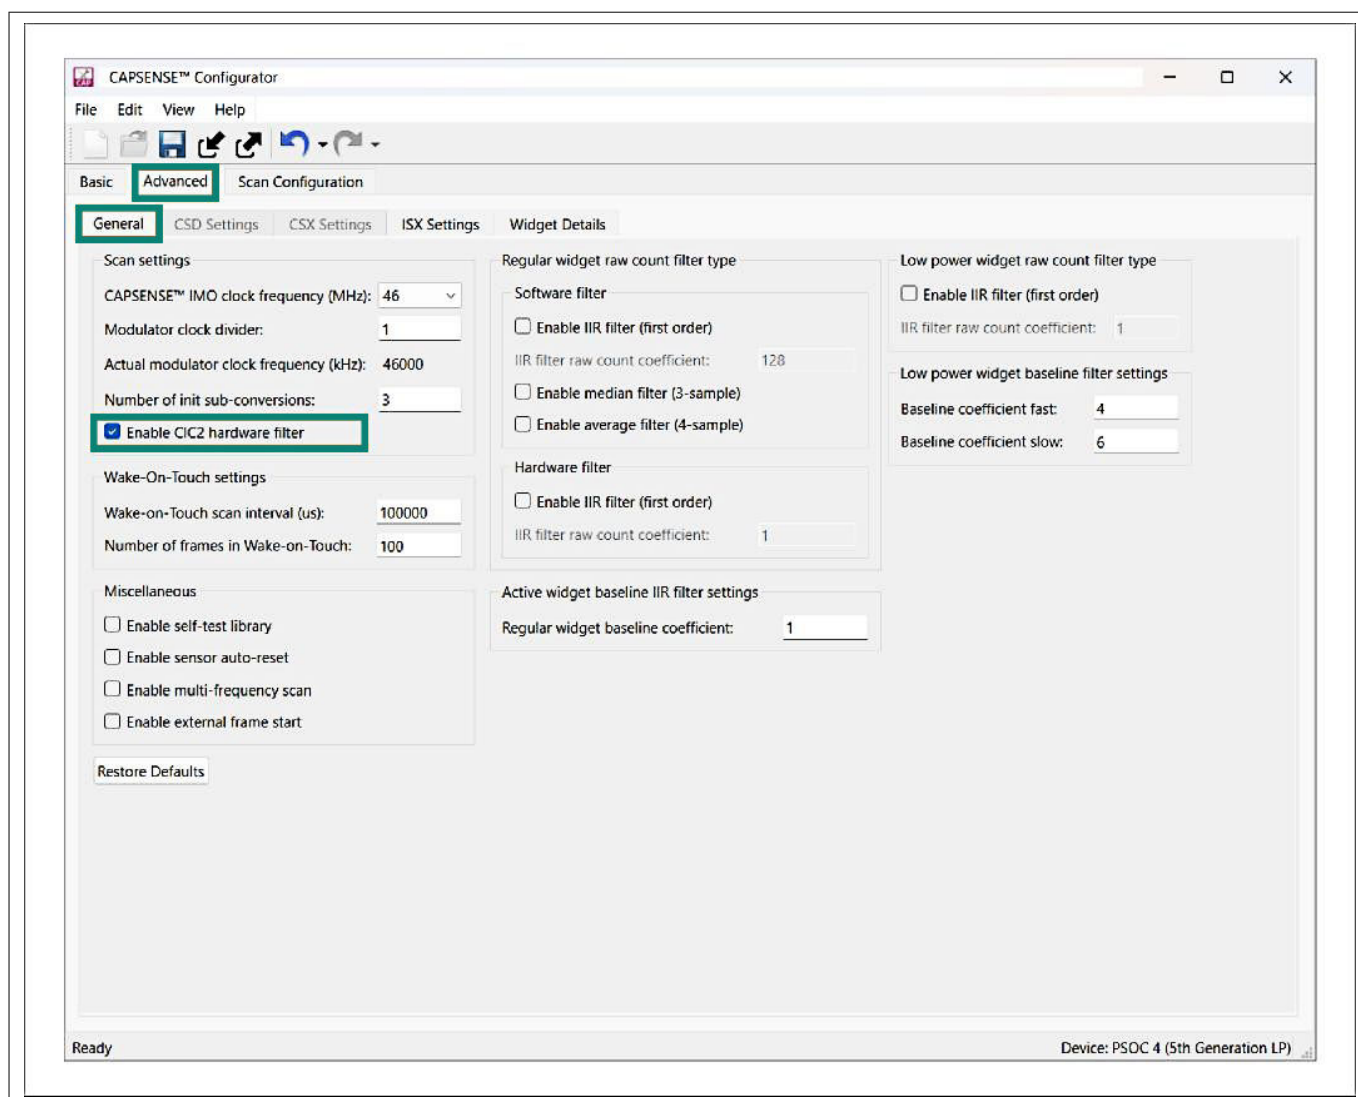 CAPSENSE™ Configurator
File Edit View Help
Basic Advanced Scan Configuration
General CSD Settings CSX Settings ISX Settings Widget Details
Scan settings
CAPSENSE™ IMO clock frequency (MHz): 46
Modulator clock divider: 1
Actual modulator clock frequency (kHz): 46000
Number of init sub-conversions: 3
Enable CIC2 hardware filter
Wake-On-Touch settings
Wake-on-Touch scan interval (us): 100000
Number of frames in Wake-on-Touch: 100
Miscellaneous
Enable self-test library
Enable sensor auto-reset
Enable multi-frequency scan
Enable external frame start
Restore Defaults
Regular widget raw count filter type
Software filter
Enable IIR filter (first order)
IIR filter raw count coefficient: 128
Enable median filter (3-sample)
Enable average filter (4-sample)
Hardware filter
Enable IIR filter (first order)
IIR filter raw count coefficient: 1
Active widget baseline IIR filter settings
Regular widget baseline coefficient: 1
Low power widget raw count filter type
Enable IIR filter (first order)
IIR filter raw count coefficient: 1
Low power widget baseline filter settings
Baseline coefficient fast: 4
Baseline coefficient slow: 6
Ready
Device: PSOC 4 (5th Generation LP)